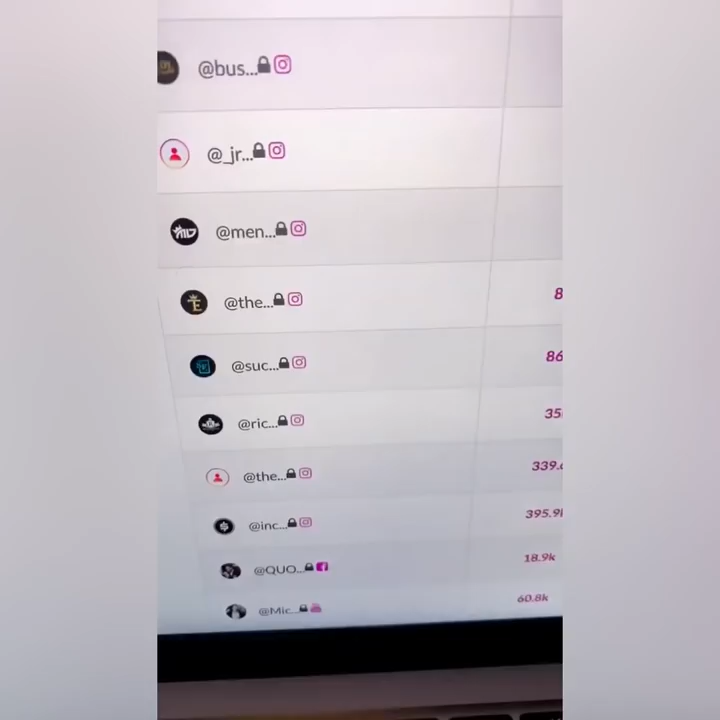 @bus...
@_jr...
@men...
@the... 8
@suc... 86
@ric... 35
@the... 339.
@inc... 395.9
@QUO... 18.9k
@Mic... 60.8k